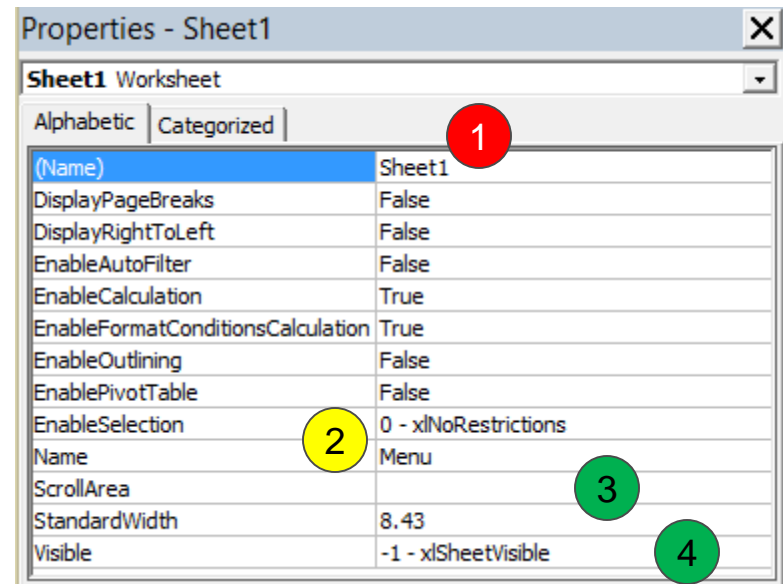 Properties - Sheet1
Sheet1 Worksheet
Alphabetic Categorized
1
(Name) Sheet1
DisplayPageBreaks False
DisplayRightToLeft False
EnableAutoFilter False
EnableCalculation True
EnableFormatConditionsCalculation True
EnableOutlining False
EnablePivotTable False
EnableSelection 0 - xlNoRestrictions
2
Name Menu
ScrollArea
3
StandardWidth 8.43
Visible -1 - xlSheetVisible
4